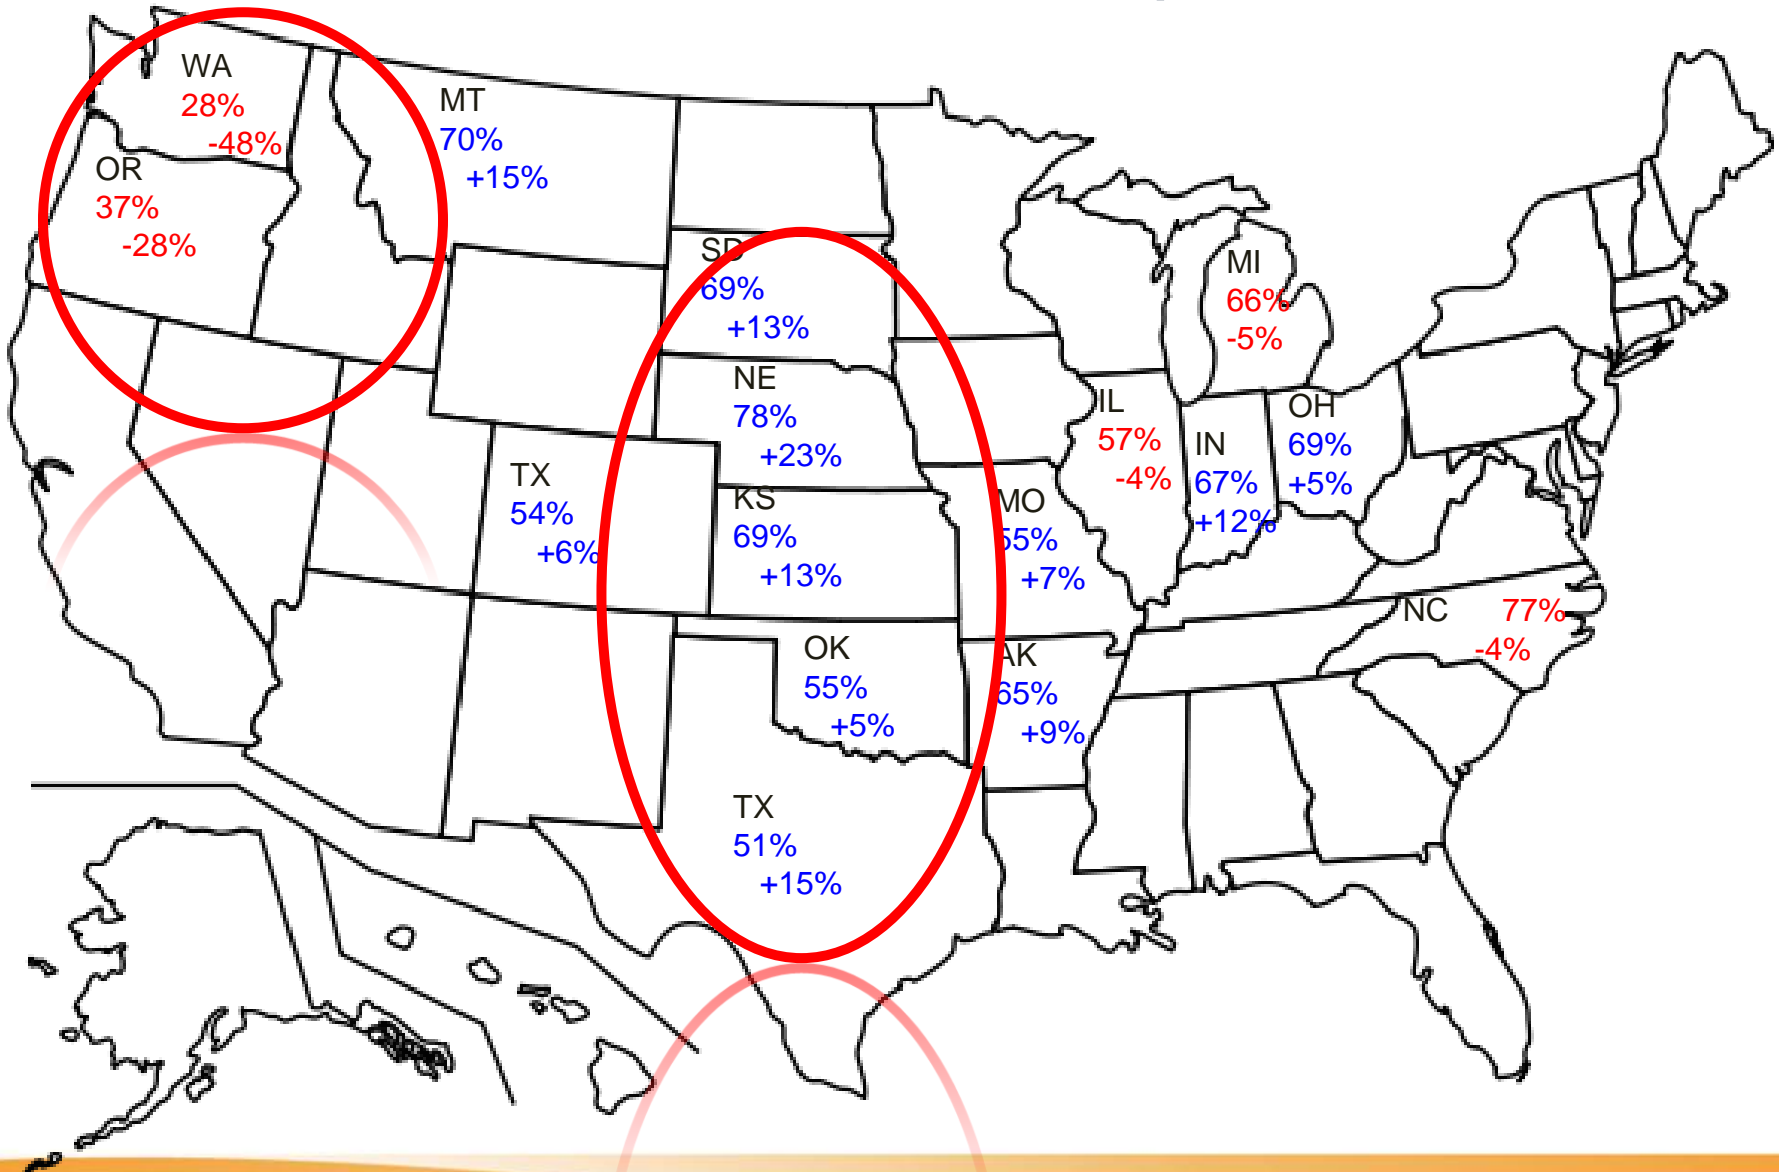 WA
28%
-48%
OR
37%
-28%
MT
70%
+15%
SD
69%
+13%
NE
78%
+23%
KS
69%
+13%
TX
54%
+6%
OK
55%
+5%
TX
51%
+15%
MO
55%
+7%
AK
65%
+9%
IL
57%
-4%
IN
67%
+12%
MI
66%
-5%
OH
69%
+5%
NC 77%
-4%